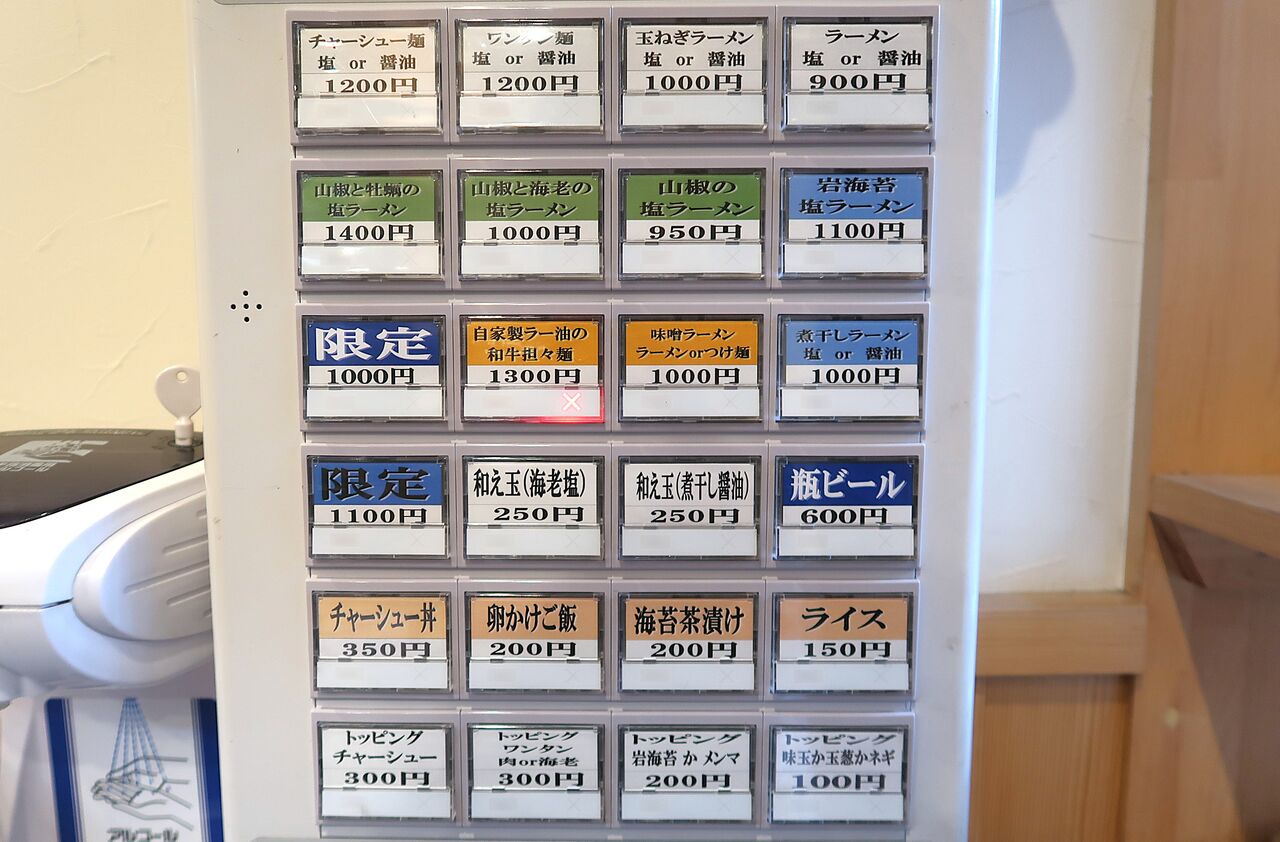 チャーシュー麺
塩 or 醤油
1200円
ワンタン麺
塩 or 醤油
1200円
玉ねぎラーメン
塩 or 醤油
1000円
ラーメン
塩 or 醤油
900円
山椒と牡蠣の
塩ラーメン
1400円
山椒と海老の
塩ラーメン
1000円
山椒の
塩ラーメン
950円
岩海苔
塩ラーメン
1100円
限定
1000円
自家製ラー油の
和牛担々麺
1300円
×
味噌ラーメン
ラーメンorつけ麺
1000円
煮干しラーメン
塩 or 醤油
1000円
限定
1100円
和え玉(海老塩)
250円
和え玉(煮干し醤油)
250円
瓶ビール
600円
チャーシュー丼
350円
卵かけご飯
200円
海苔茶漬け
200円
ライス
150円
トッピング
チャーシュー
300円
トッピング
ワンタン
肉or海老
300円
トッピング
岩海苔 か メンマ
200円
トッピング
味玉か玉葱かネギ
100円
アルコール